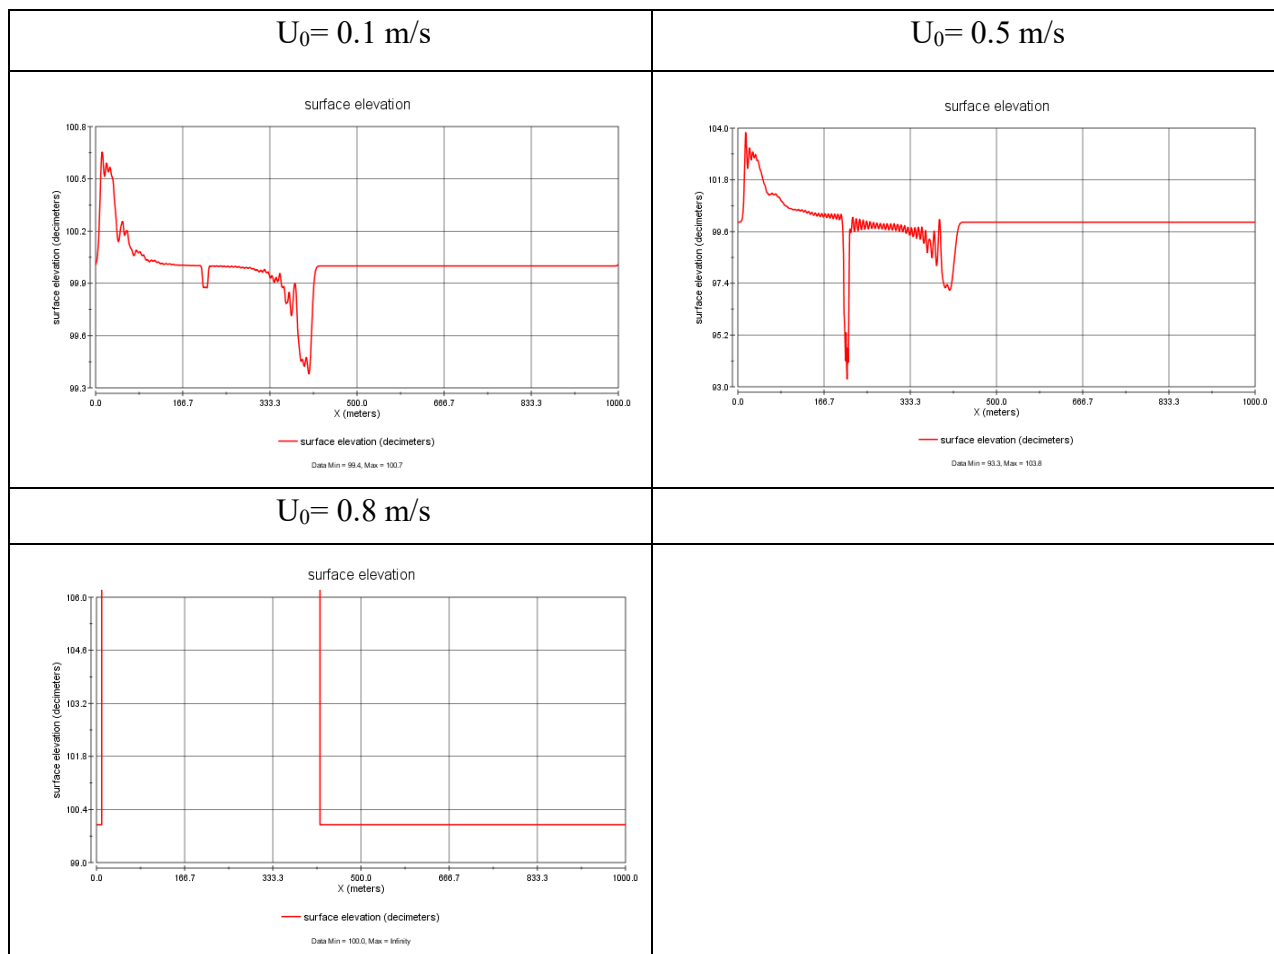 U₀= 0.1 m/s
U₀= 0.5 m/s
surface elevation
100.8
100.5
100.2
99.9
99.6
99.3
surface elevation (decimeters)
0.0 166.7 333.3 500.0 666.7 833.3 1000.0
X (meters)
surface elevation (decimeters)
Data Min = 99.4, Max = 100.7
surface elevation
104.0
101.8
99.6
97.4
95.2
93.0
surface elevation (decimeters)
0.0 166.7 333.3 500.0 666.7 833.3 1000.0
X (meters)
surface elevation (decimeters)
Data Min = 93.3, Max = 103.8
U₀= 0.8 m/s
surface elevation
106.0
104.6
103.2
101.8
100.4
99.0
surface elevation (decimeters)
0.0 166.7 333.3 500.0 666.7 833.3 1000.0
X (meters)
surface elevation (decimeters)
Data Min = 100.0, Max = Infinity